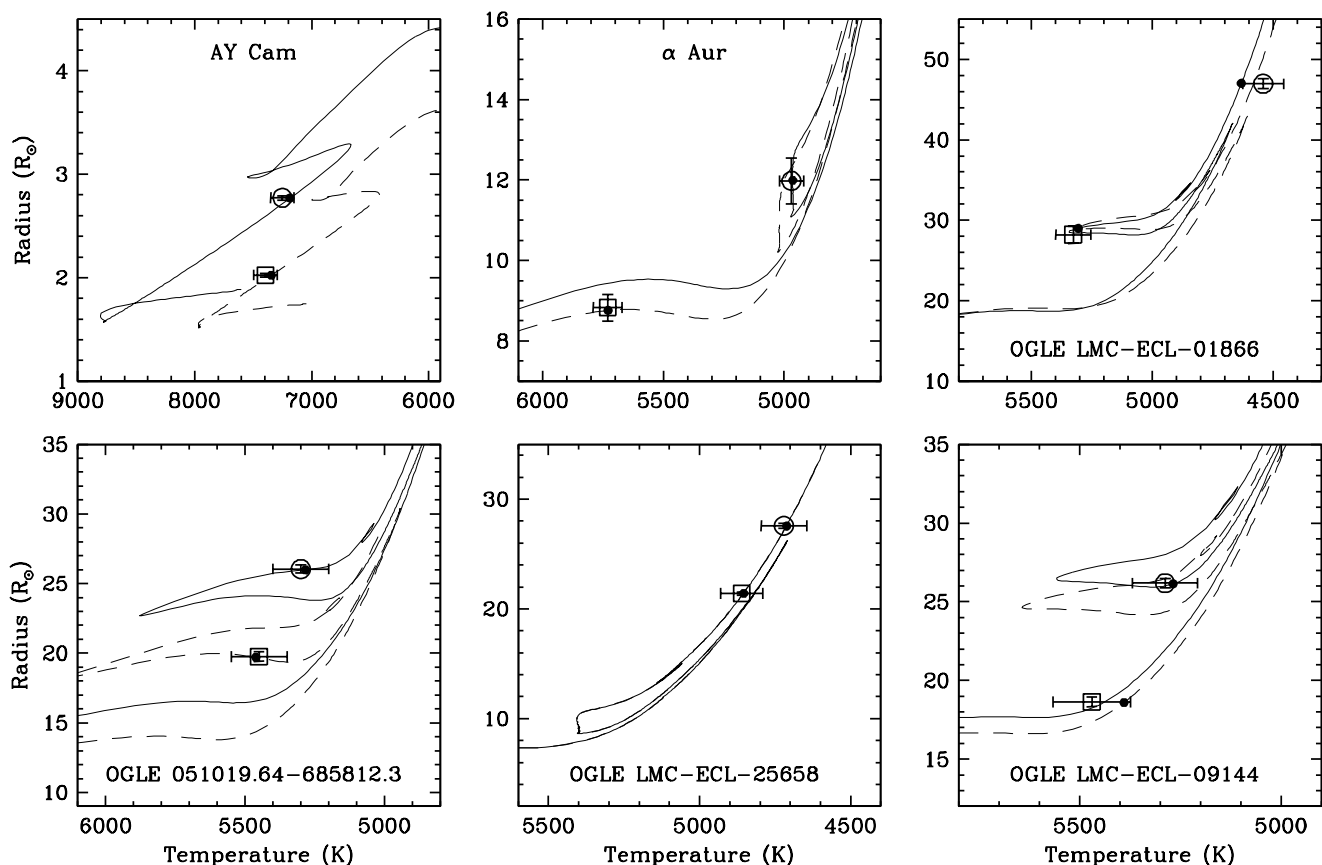 AY Cam
α Aur
OGLE LMC-ECL-01866
Radius (R⊙)
4
3
2
1
9000 8000 7000 6000
16
14
12
10
8
6000 5500 5000
50
40
30
20
10
5500 5000 4500
OGLE 051019.64-685812.3
OGLE LMC-ECL-25658
OGLE LMC-ECL-09144
Radius (R⊙)
35
30
25
20
15
10
6000 5500 5000
30
20
10
5500 5000 4500 4000
35
30
25
20
15
5500 5000
Temperature (K)
Temperature (K)
Temperature (K)